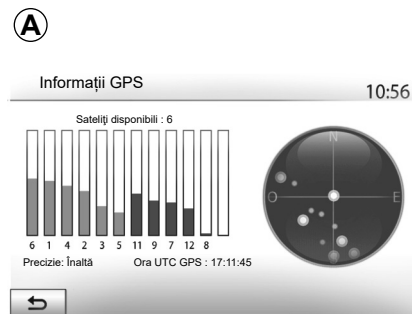 A
Informații GPS
10:56
Sateliţi disponibili : 6
N
O E
6 1 4 2 3 5 11 9 7 12 8
Precizie: Înaltă Ora UTC GPS : 17:11:45